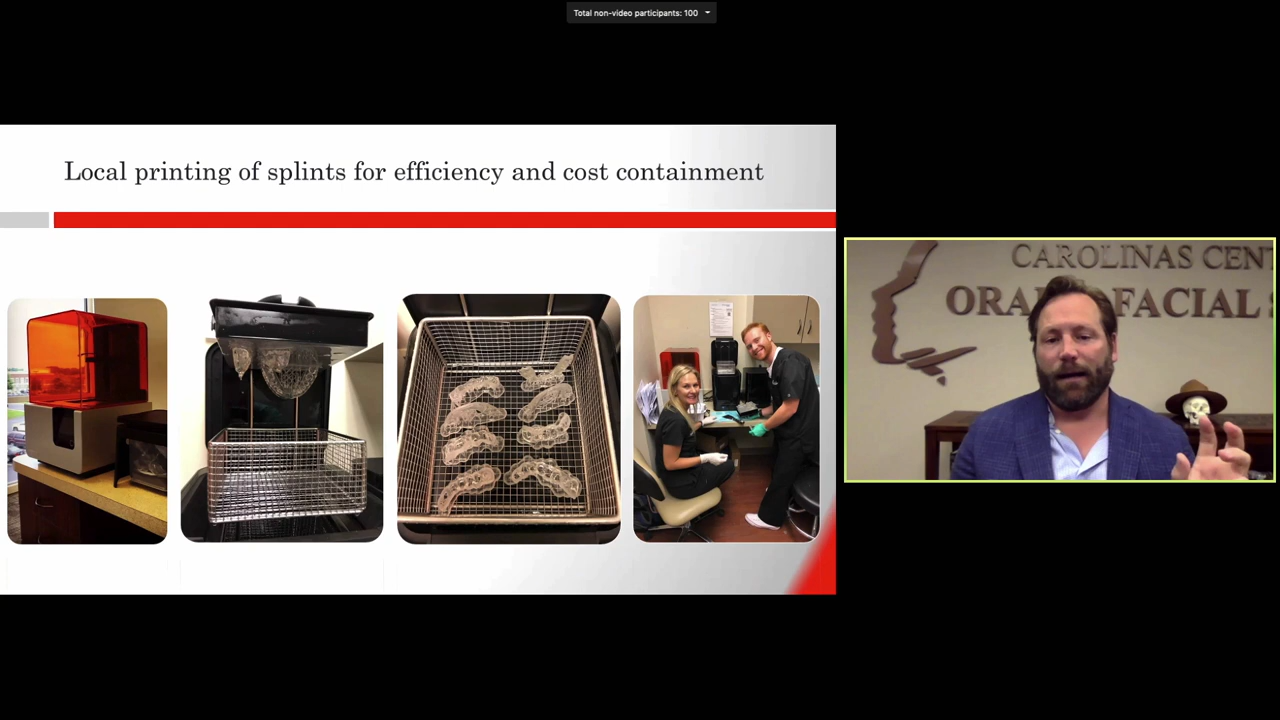 Total non-video participants: 100
Local printing of splints for efficiency and cost containment
CAROLINAS CENT
ORAL FACIAL S